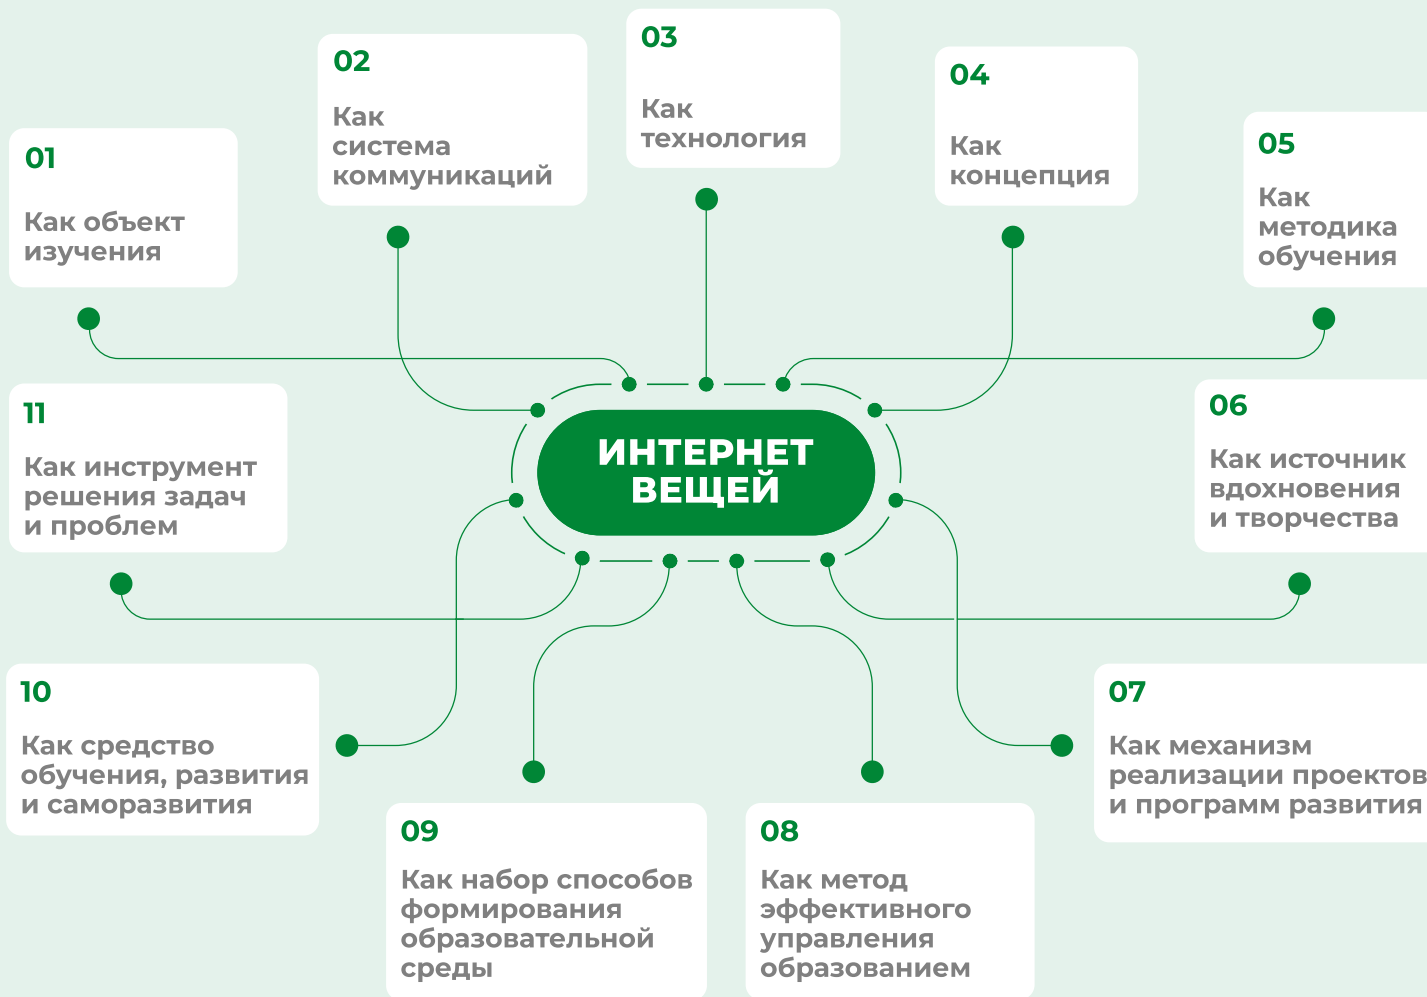 01
Как объект
изучения
02
Как
система
коммуникаций
03
Как
технология
04
Как
концепция
05
Как
методика
обучения
11
Как инструмент
решения задач
и проблем
ИНТЕРНЕТ
ВЕЩЕЙ
06
Как источник
вдохновения
и творчества
10
Как средство
обучения, развития
и саморазвития
09
Как набор способов
формирования
образовательной
среды
08
Как метод
эффективного
управления
образованием
07
Как механизм
реализации проектов
и программ развития